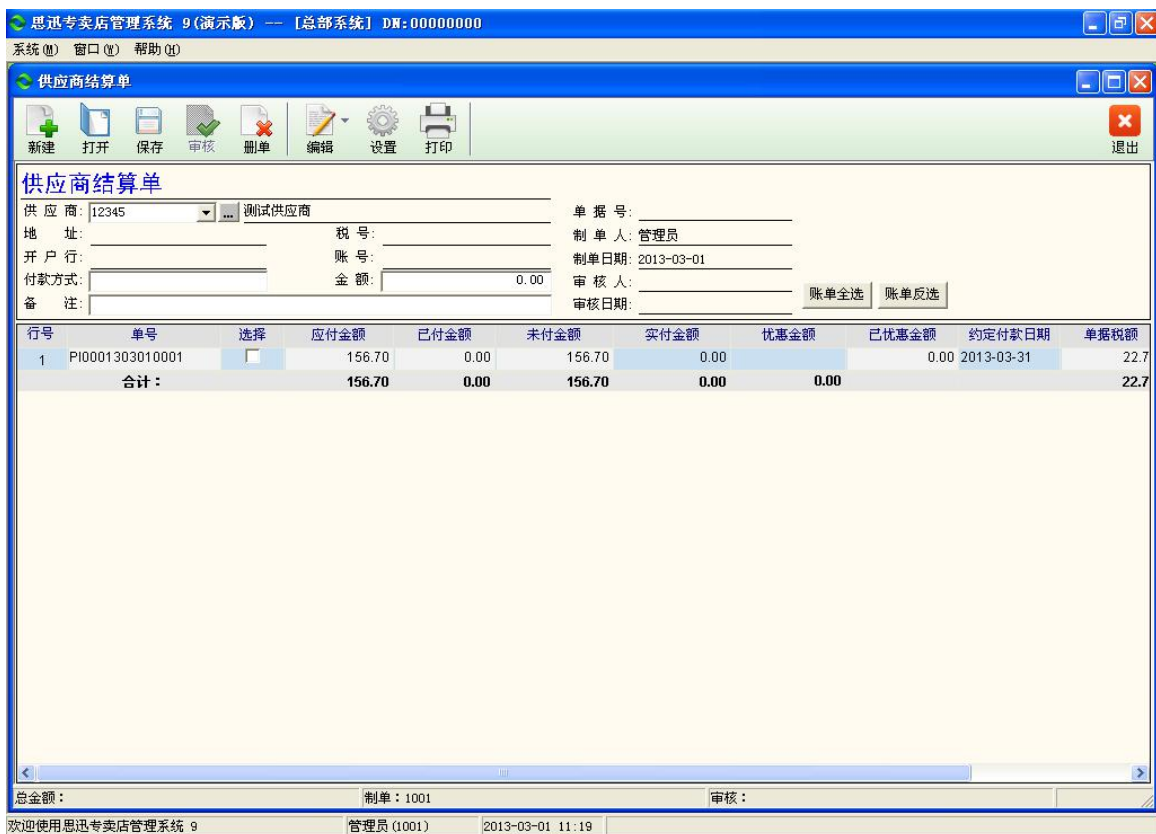 思迅专卖店管理系统 9(演示版) -- [总部系统] DN:00000000
系统(M) 窗口(W) 帮助(H)
供应商结算单
新建 打开 保存 审核 删单 编辑 设置 打印 退出
供应商结算单
供 应 商: 12345 ... 测试供应商 单 据 号:
地 址: 税 号: 制 单 人: 管理员
开 户 行: 账 号: 制单日期: 2013-03-01
付款方式: 金 额: 0.00 审 核 人: 账单全选 账单反选
备 注: 审核日期:
行号 单号 选择 应付金额 已付金额 未付金额 实付金额 优惠金额 已优惠金额 约定付款日期 单据税额
1 PI0001303010001 156.70 0.00 156.70 0.00 0.00 2013-03-31 22.7
合计： 156.70 0.00 156.70 0.00 0.00 22.7
总金额： 制单：1001 审核：
欢迎使用思迅专卖店管理系统 9 管理员(1001) 2013-03-01 11:19